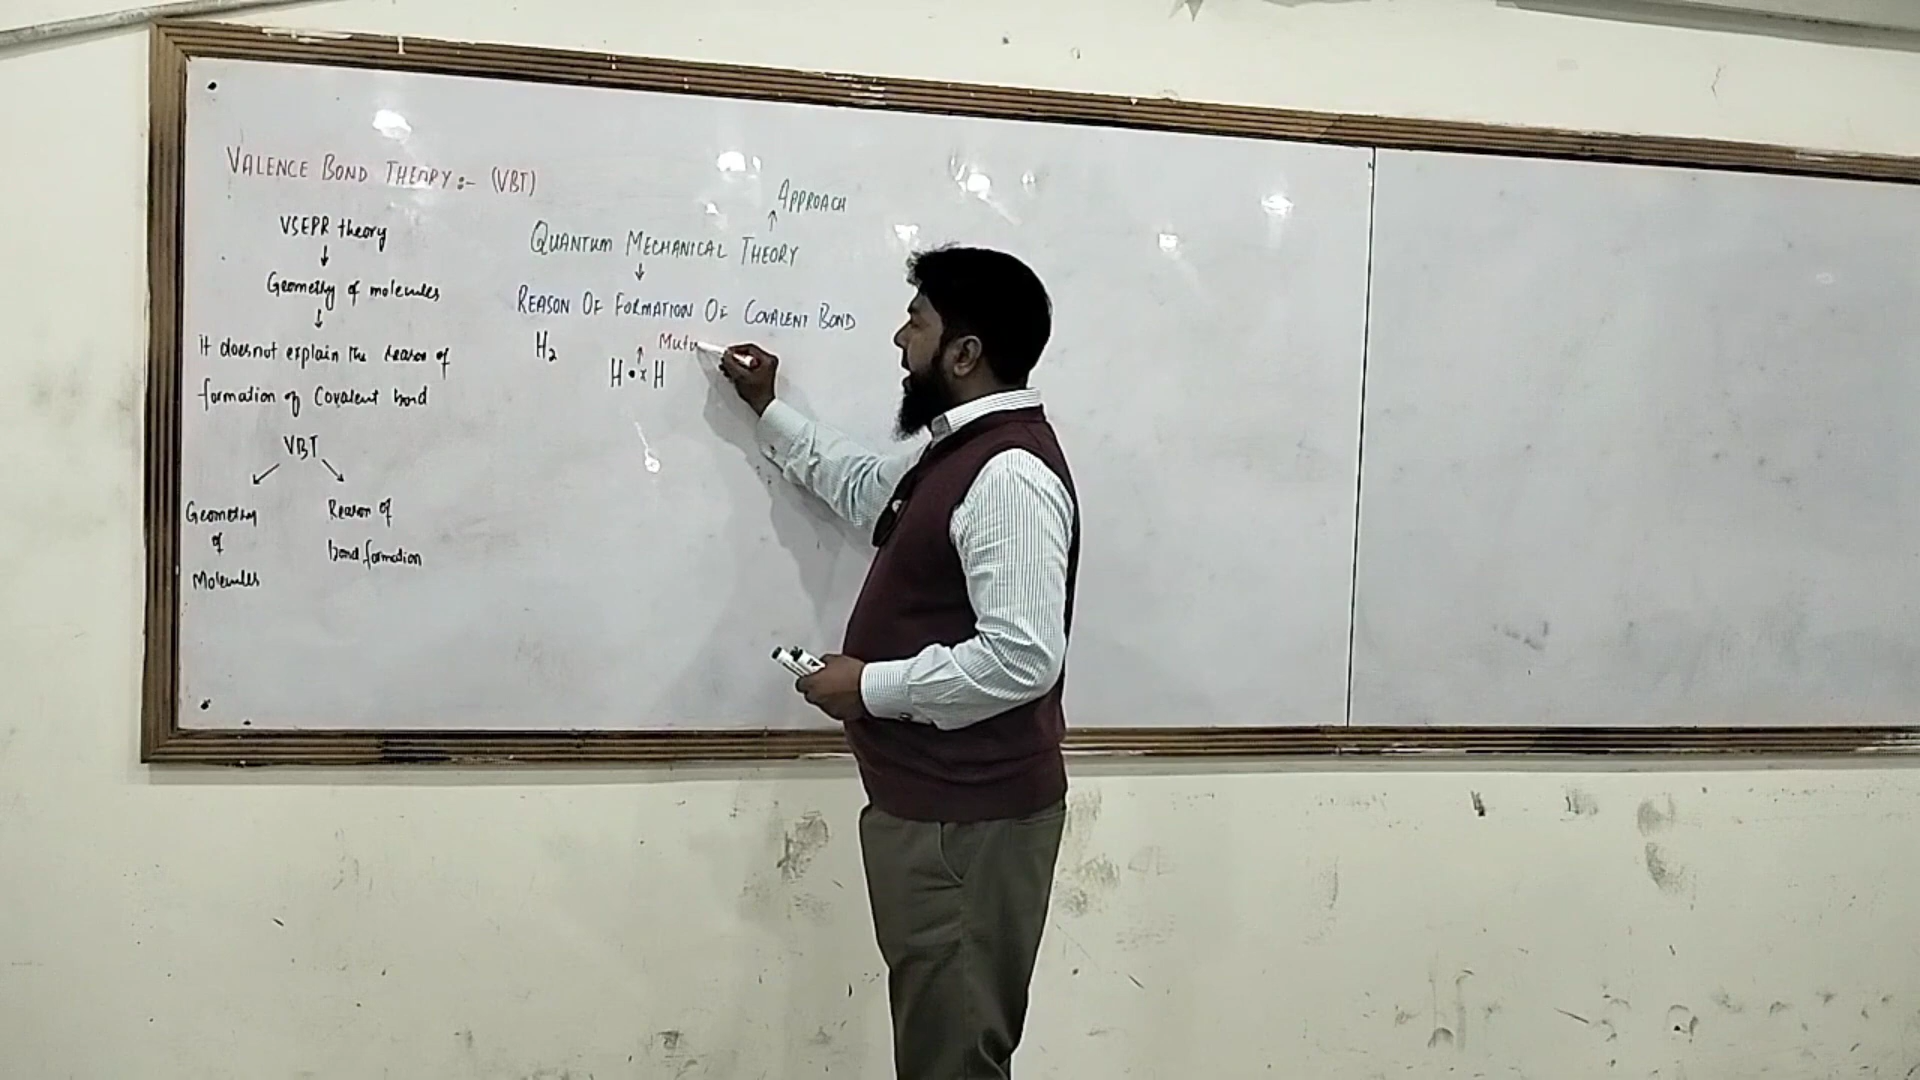 VALENCE BOND THEORY :- (VBT)
VSEPR theory
↓
Geometry of molecules
↓
it does not explain the reason of
formation of Covalent bond
VBT
Geometry
of
Molecules
Reason of
bond formation
APPROACH
↑
QUANTUM MECHANICAL THEORY
↓
REASON OF FORMATION OF COVALENT BOND
H₂
Mutu
↑
H•xH